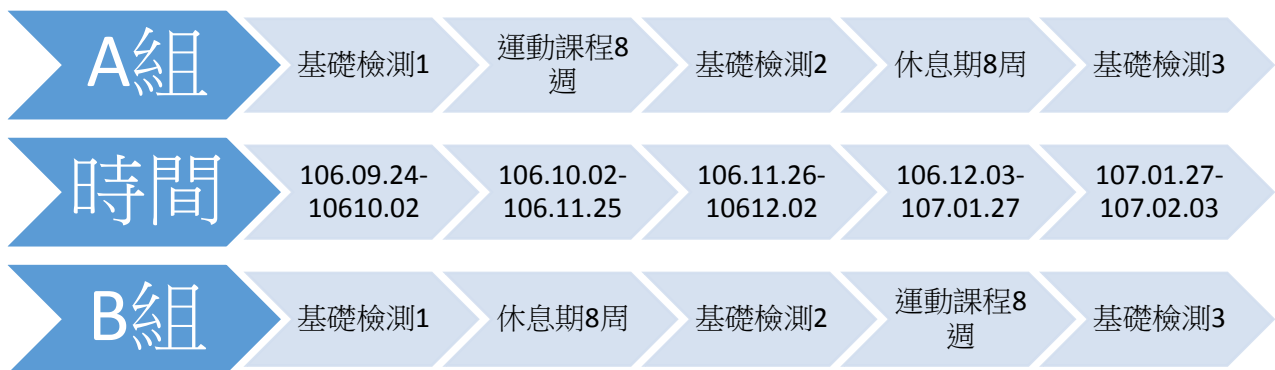 A組
基礎檢測1
運動課程8
週
基礎檢測2
休息期8周
基礎檢測3
時間
106.09.24-
10610.02
106.10.02-
106.11.25
106.11.26-
10612.02
106.12.03-
107.01.27
107.01.27-
107.02.03
B組
基礎檢測1
休息期8周
基礎檢測2
運動課程8
週
基礎檢測3